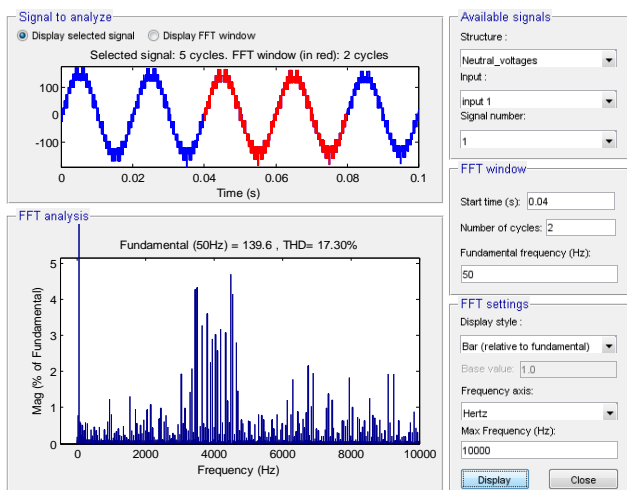 Signal to analyze
Display selected signal
Display FFT window
Selected signal: 5 cycles. FFT window (in red): 2 cycles
100
0
-100
0
0.02
0.04
0.06
0.08
0.1
Time (s)
FFT analysis
Fundamental (50Hz) = 139.6 , THD= 17.30%
5
4
3
2
1
0
Mag (% of Fundamental)
0
2000
4000
6000
8000
10000
Frequency (Hz)
Available signals
Structure :
Neutral_voltages
Input :
input 1
Signal number:
1
FFT window
Start time (s): 0.04
Number of cycles: 2
Fundamental frequency (Hz):
50
FFT settings
Display style :
Bar (relative to fundamental)
Base value: 1.0
Frequency axis:
Hertz
Max Frequency (Hz):
10000
Display
Close